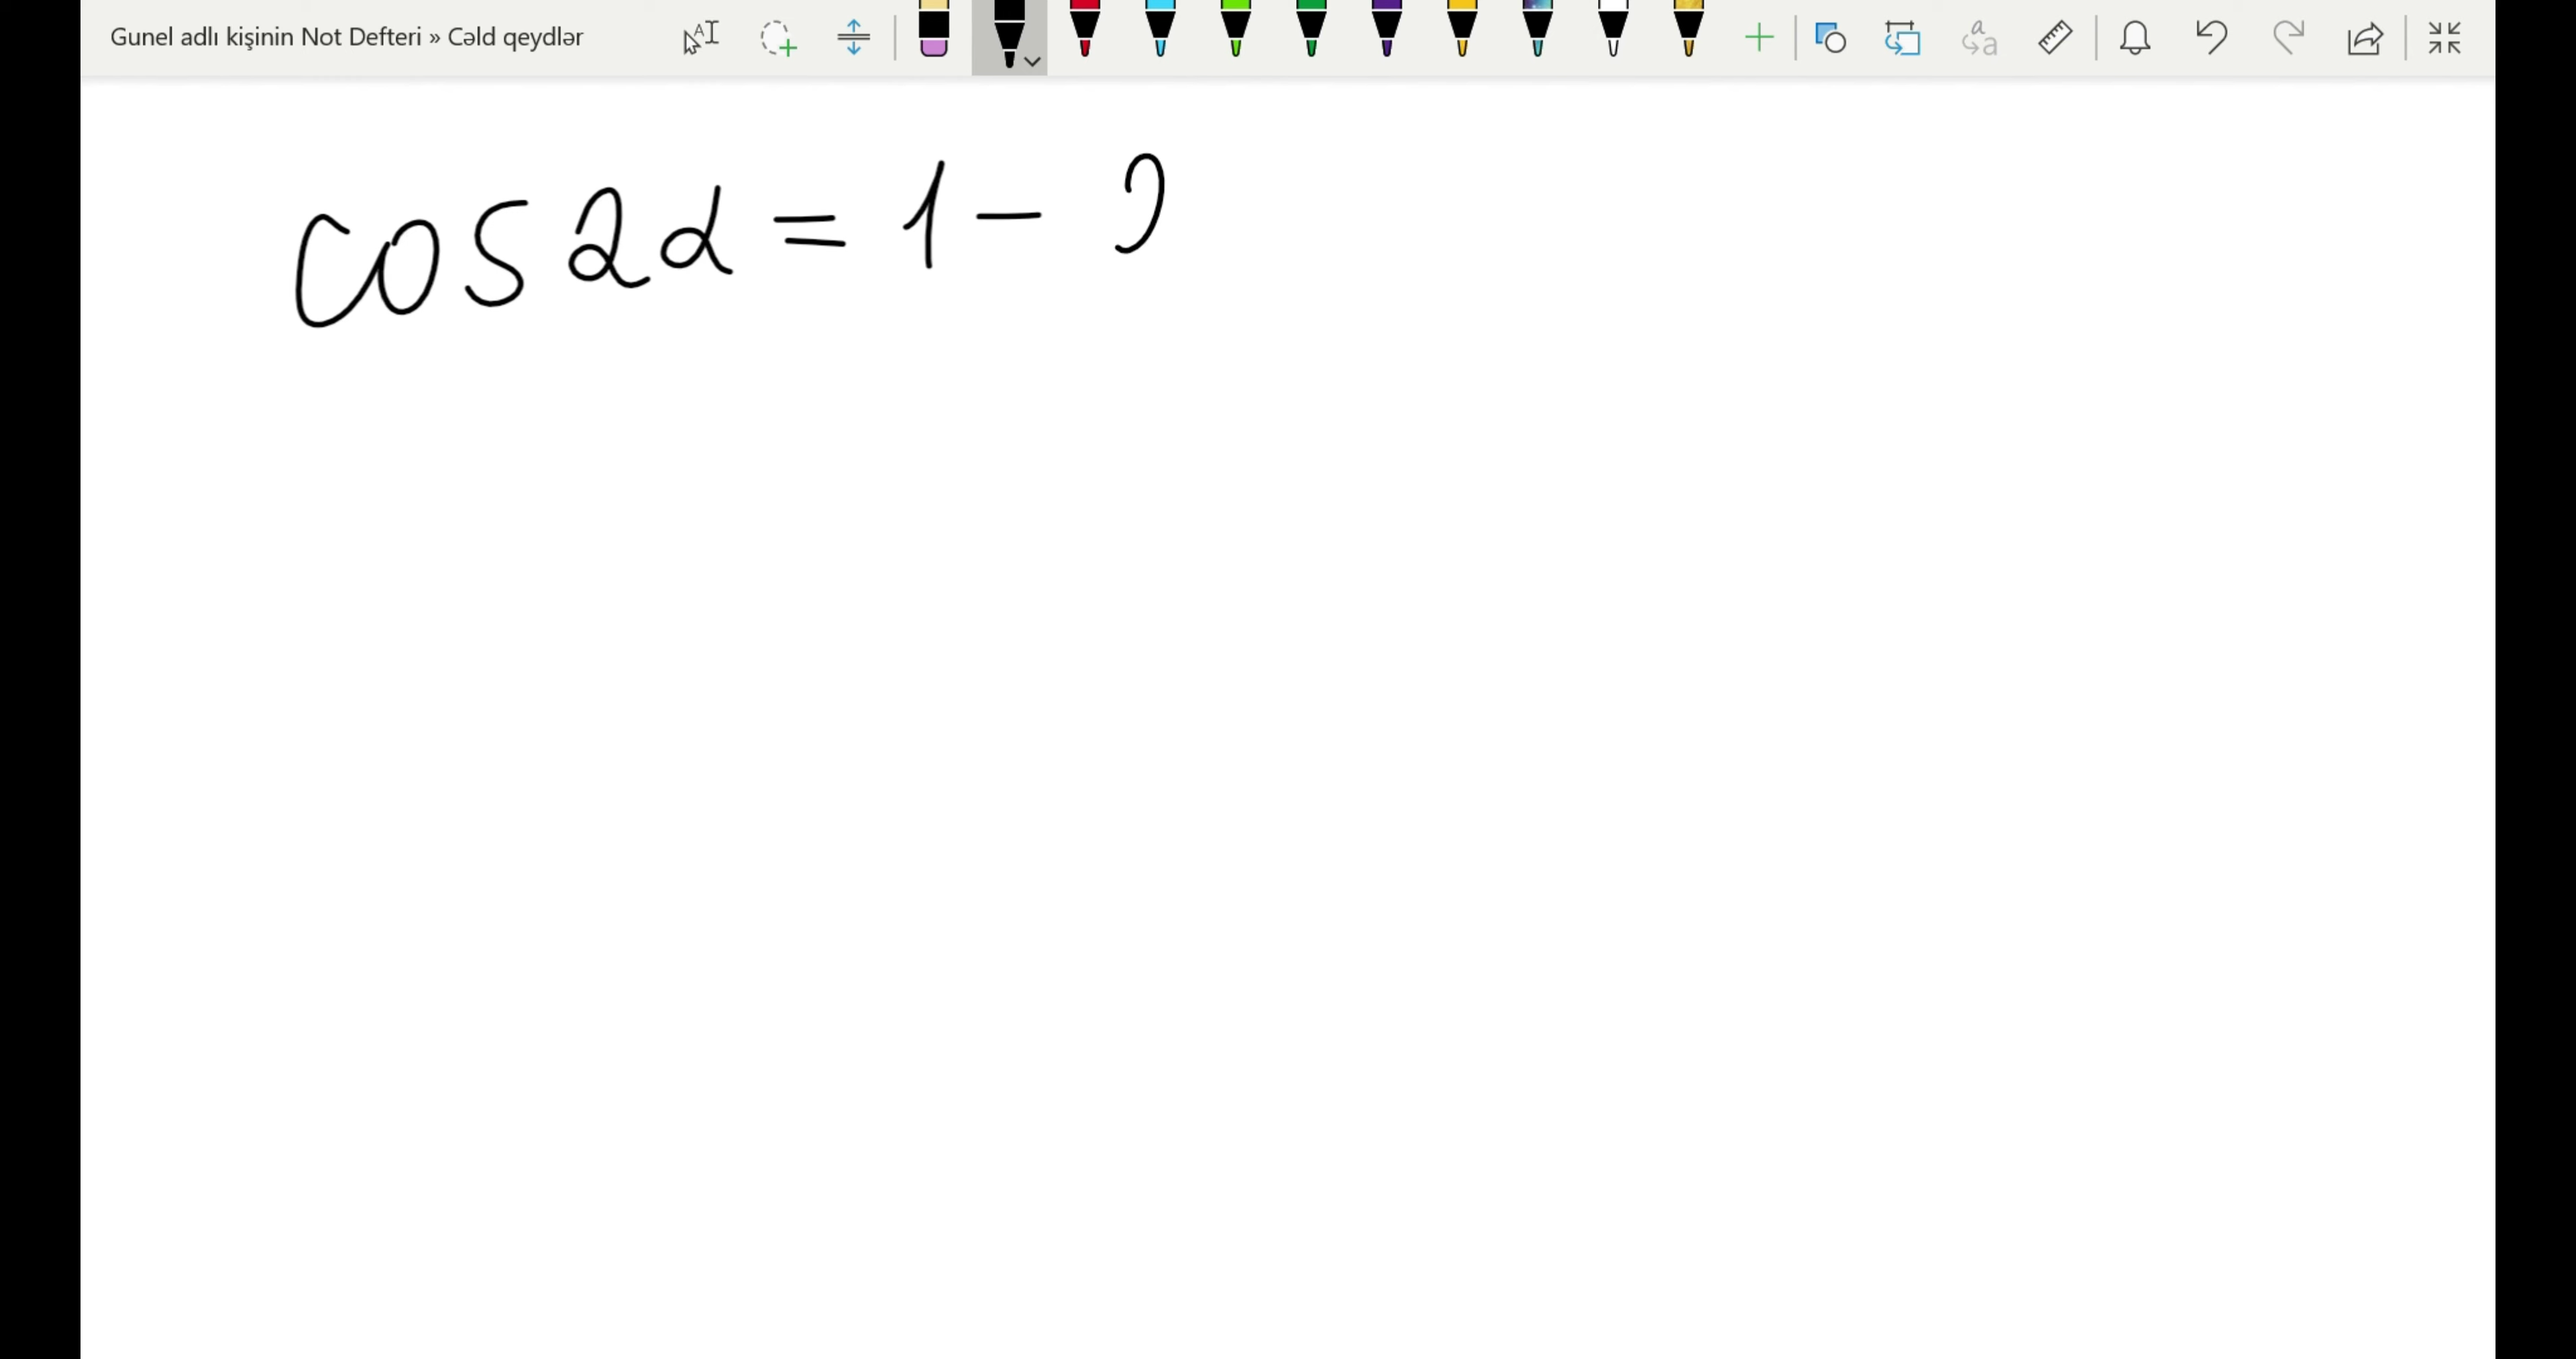 Gunel adlı kişinin Not Defteri » Cəld qeydlər
cos2α = 1 -